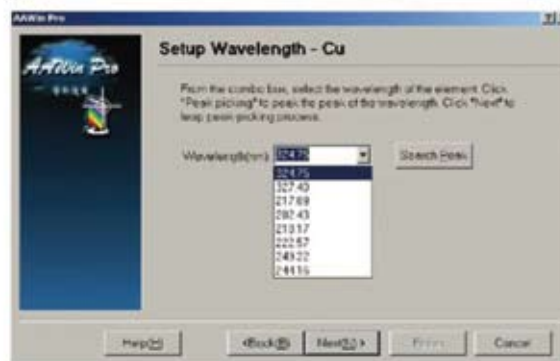 AAWin Pro
Setup Wavelength - Cu
AAWin Pro
From the combo box, select the wavelength of the element. Click
"Peak picking" to peak the peak of the wavelength. Click "Next" to
peak-picking process.
Wavelength(nm) 324.75 Search Peak
324.75
327.40
217.89
282.43
218.17
222.57
249.22
244.16
Help(H) <Back(B) Next(N)> Finish Cancel